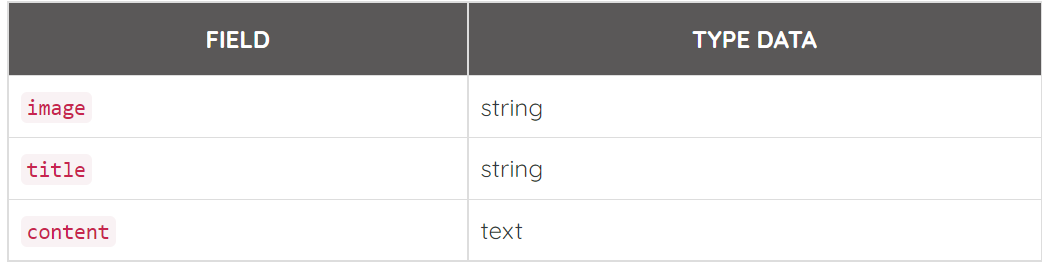 FIELD TYPE DATA
image string
title string
content text